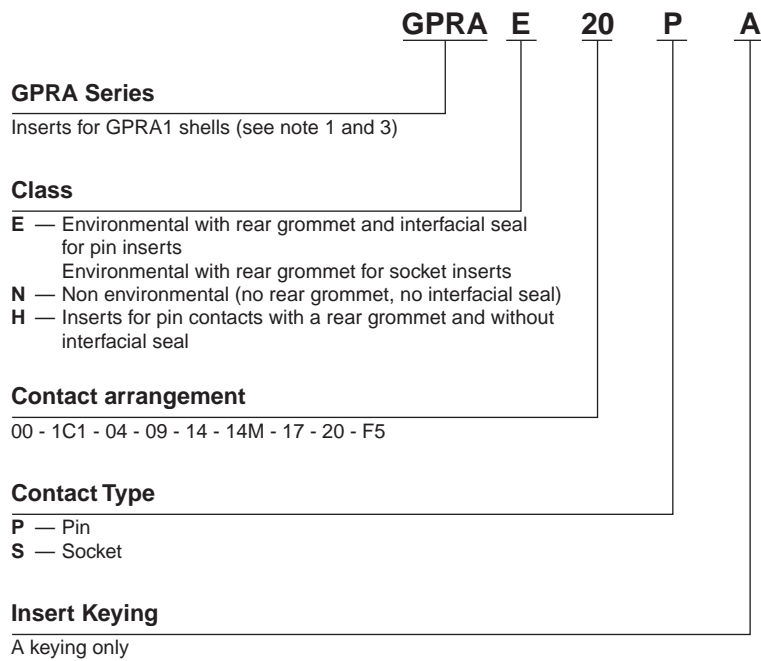 GPRA E 20 P A
GPRA Series
Inserts for GPRA1 shells (see note 1 and 3)
Class
E — Environmental with rear grommet and interfacial seal
for pin inserts
Environmental with rear grommet for socket inserts
N — Non environmental (no rear grommet, no interfacial seal)
H — Inserts for pin contacts with a rear grommet and without
interfacial seal
Contact arrangement
00 - 1C1 - 04 - 09 - 14 - 14M - 17 - 20 - F5
Contact Type
P — Pin
S — Socket
Insert Keying
A keying only